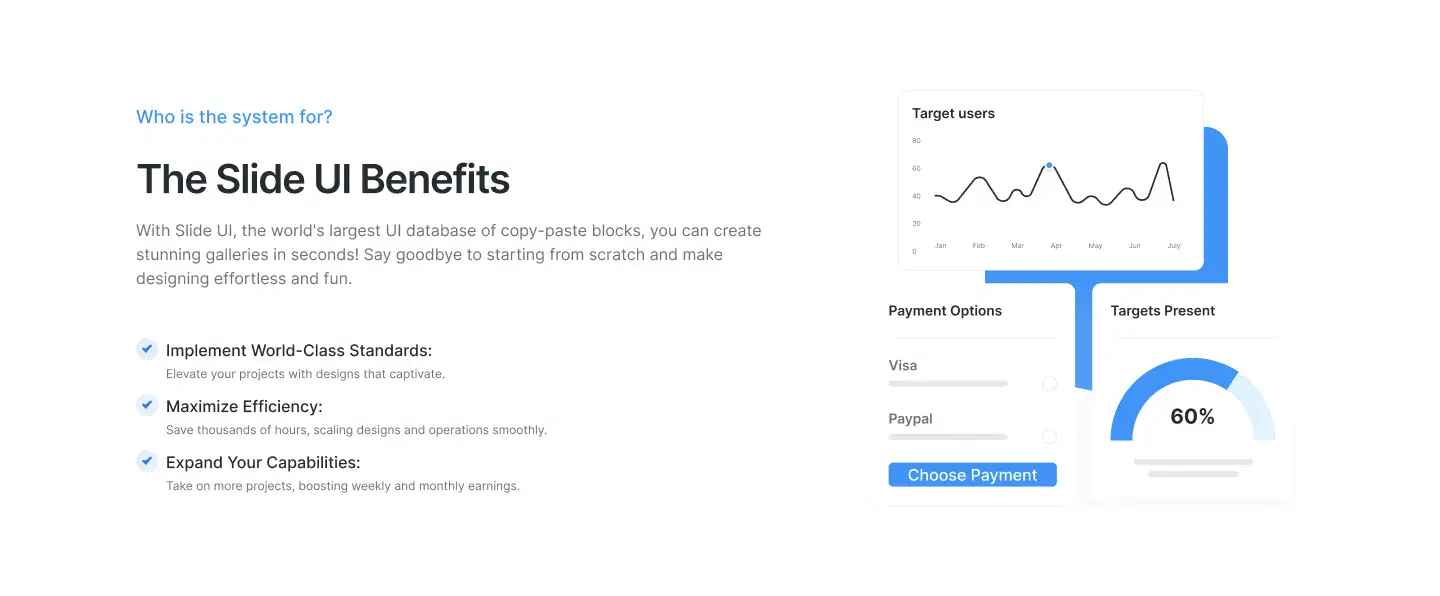 Who is the system for?
The Slide UI Benefits
With Slide UI, the world's largest UI database of copy-paste blocks, you can create
stunning galleries in seconds! Say goodbye to starting from scratch and make
designing effortless and fun.
Implement World-Class Standards:
Elevate your projects with designs that captivate.
Maximize Efficiency:
Save thousands of hours, scaling designs and operations smoothly.
Expand Your Capabilities:
Take on more projects, boosting weekly and monthly earnings.
Target users
80
60
40
20
0
Jan Feb Mar Apr May Jun July
Payment Options
Visa
Paypal
Choose Payment
Targets Present
60%